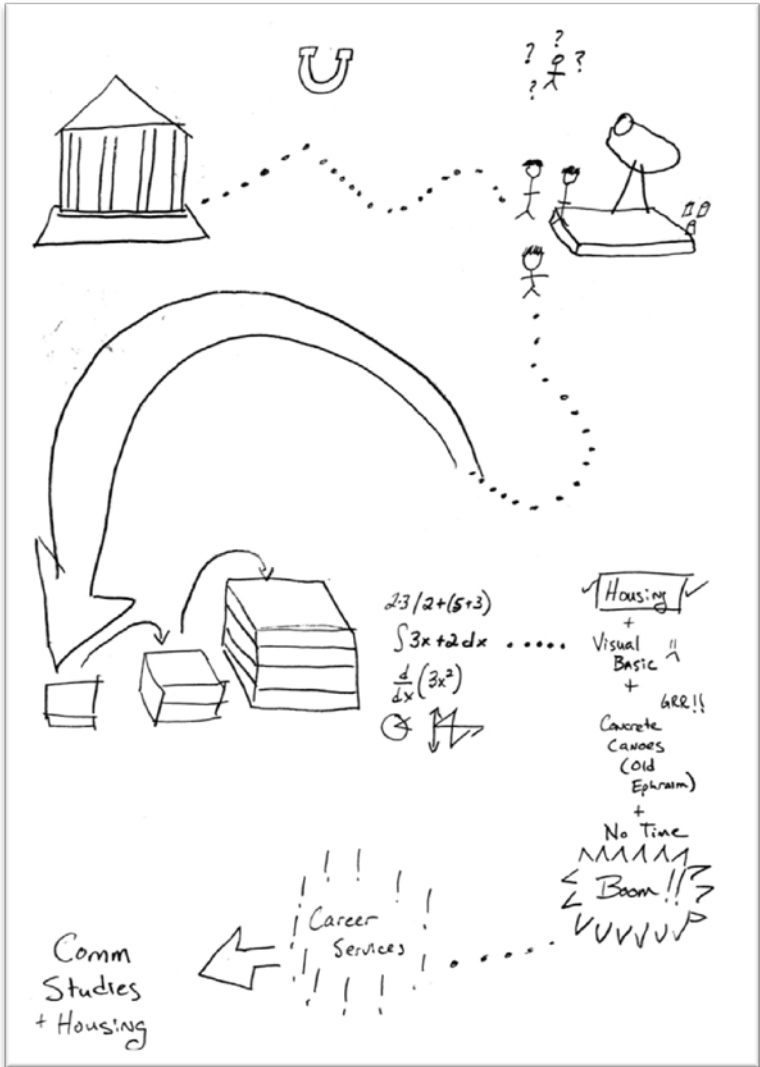 ? ? ? ?
2·3/2+(5+3)
∫3x+2dx
d/dx(3x²)
Housing
+
Visual
Basic
+
GRR!!
Concrete
Canoes
(Old
Ephraim)
+
No Time
Boom!!
Career
Services
Comm
Studies
+ Housing